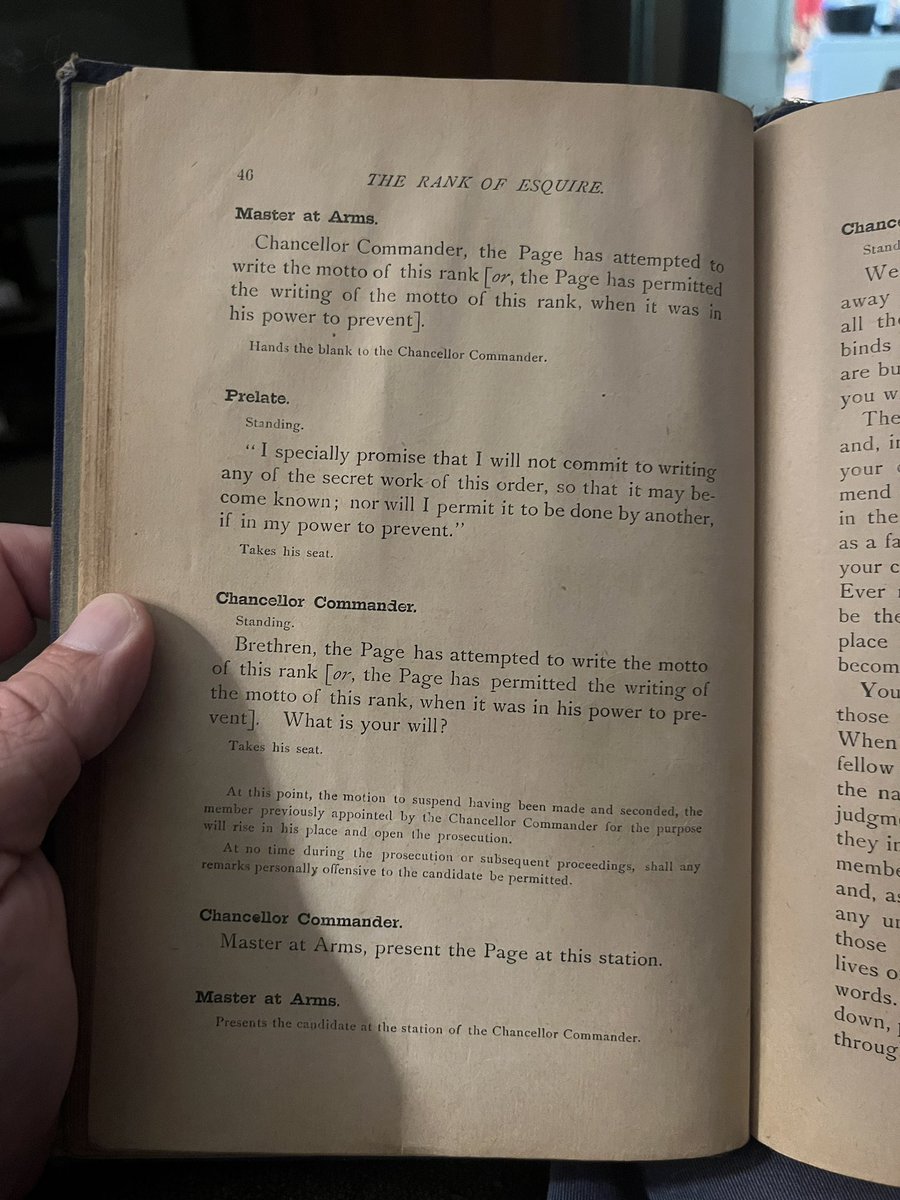 46
THE RANK OF ESQUIRE.
Master at Arms.
Chancellor Commander, the Page has attempted to
write the motto of this rank [or, the Page has permitted
the writing of the motto of this rank, when it was in
his power to prevent].
Hands the blank to the Chancellor Commander.
Prelate.
Standing.
“I specially promise that I will not commit to writing
any of the secret work of this order, so that it may be-
come known; nor will I permit it to be done by another,
if in my power to prevent.”
Takes his seat.
Chancellor Commander.
Standing.
Brethren, the Page has attempted to write the motto
of this rank [or, the Page has permitted the writing of
the motto of this rank, when it was in his power to pre-
vent]. What is your will?
Takes his seat.
At this point, the motion to suspend having been made and seconded, the
member previously appointed by the Chancellor Commander for the purpose
will rise in his place and open the prosecution.
At no time during the prosecution or subsequent proceedings, shall any
remarks personally offensive to the candidate be permitted.
Chancellor Commander.
Master at Arms, present the Page at this station.
Master at Arms.
Presents the candidate at the station of the Chancellor Commander.
Chance
Stand
We
away
all the
binds
are bu
you w
The
and, in
your
mend
in the
as a fa
your c
Ever
be the
place
becom
You
those
When
fellow
the na
judgm
they in
membe
and, as
any un
those
lives o
words.
down,
throug